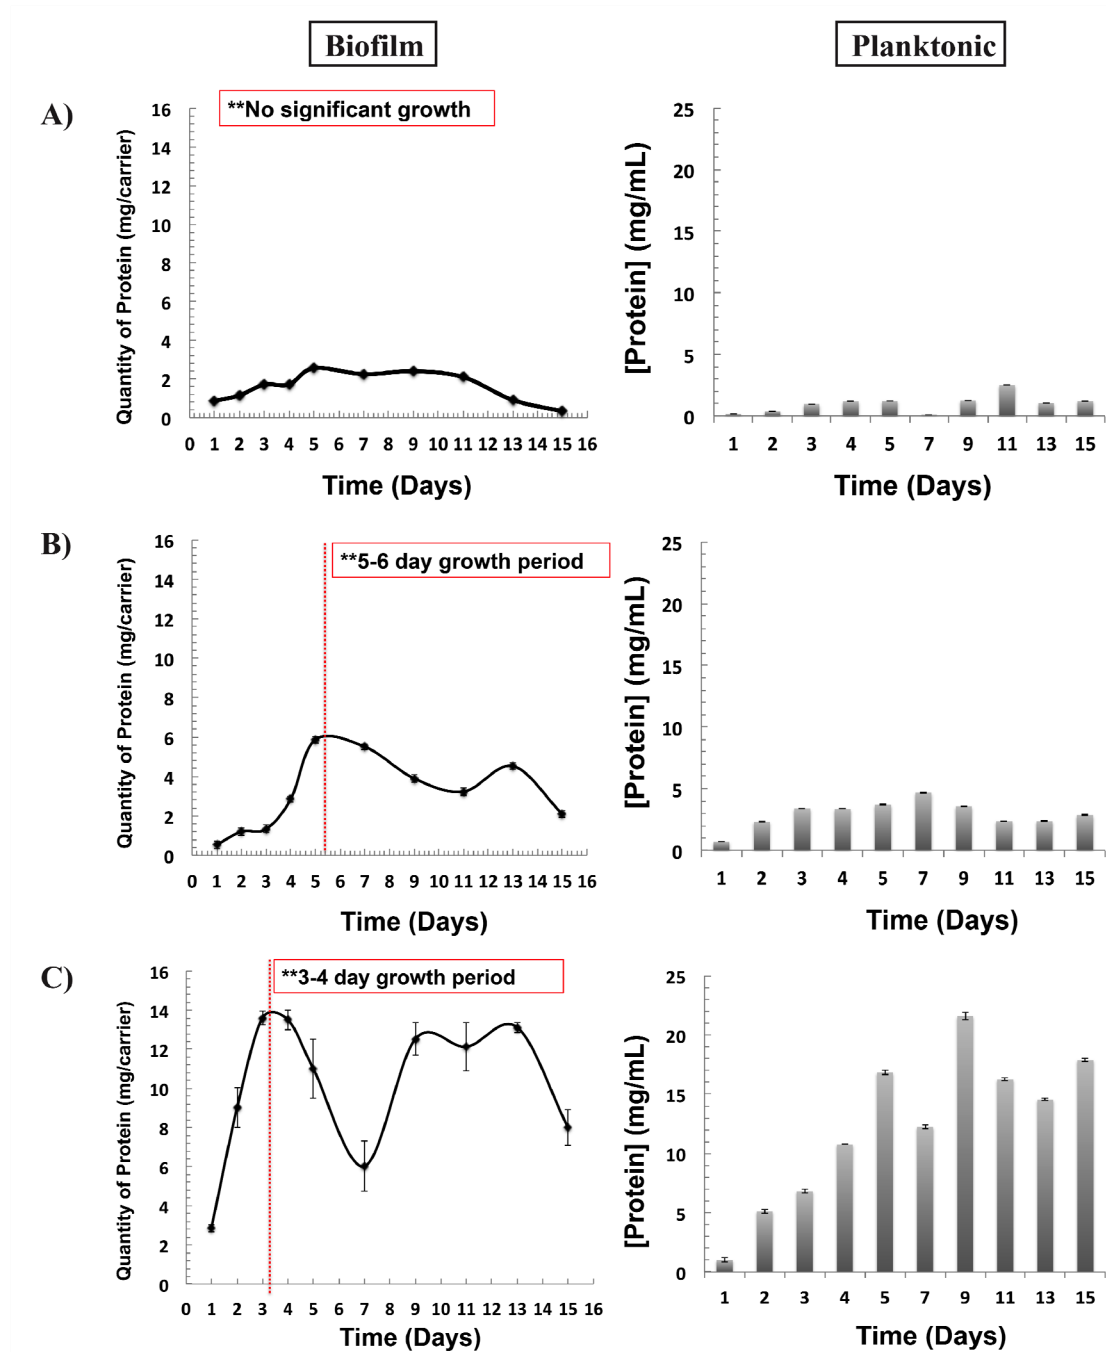 Biofilm
Planktonic
A)
**No significant growth
Quantity of Protein (mg/carrier)
16
14
12
10
8
6
4
2
0
0 1 2 3 4 5 6 7 8 9 10 11 12 13 14 15 16
Time (Days)
[Protein] (mg/mL)
25
20
15
10
5
0
1 2 3 4 5 7 9 11 13 15
Time (Days)
B)
**5-6 day growth period
Quantity of Protein (mg/carrier)
16
14
12
10
8
6
4
2
0
0 1 2 3 4 5 6 7 8 9 10 11 12 13 14 15 16
Time (Days)
[Protein] (mg/mL)
25
20
15
10
5
0
1 2 3 4 5 7 9 11 13 15
Time (Days)
C)
**3-4 day growth period
Quantity of Protein (mg/carrier)
16
14
12
10
8
6
4
2
0
0 1 2 3 4 5 6 7 8 9 10 11 12 13 14 15 16
Time (Days)
[Protein] (mg/mL)
25
20
15
10
5
0
1 2 3 4 5 7 9 11 13 15
Time (Days)